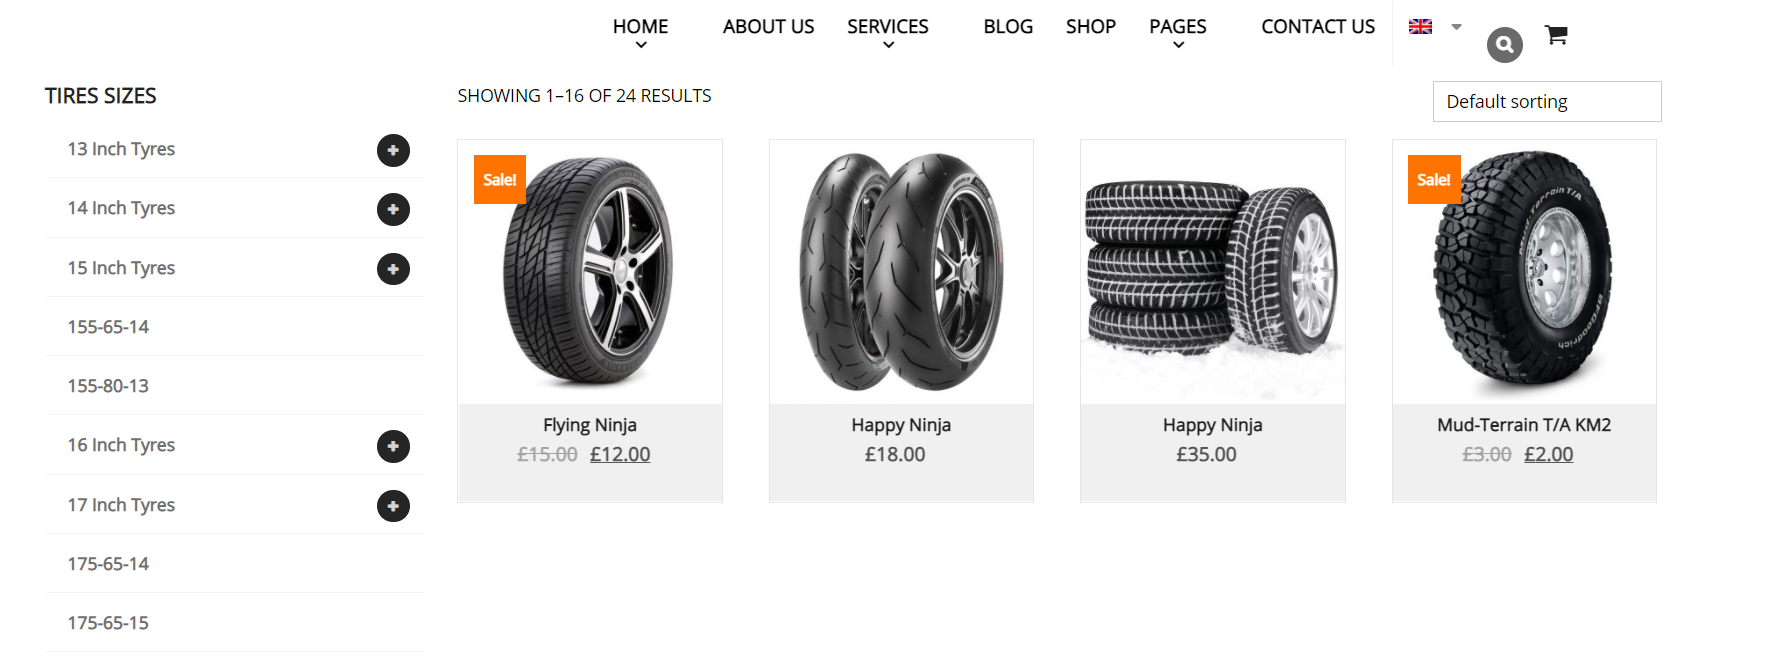 HOME ABOUT US SERVICES BLOG SHOP PAGES CONTACT US
TIRES SIZES
13 Inch Tyres
14 Inch Tyres
15 Inch Tyres
155-65-14
155-80-13
16 Inch Tyres
17 Inch Tyres
175-65-14
175-65-15
SHOWING 1–16 OF 24 RESULTS
Default sorting
Sale!
Flying Ninja
£15.00 £12.00
Happy Ninja
£18.00
Happy Ninja
£35.00
Sale!
Mud-Terrain T/A
BFGoodrich
Mud-Terrain T/A KM2
£3.00 £2.00